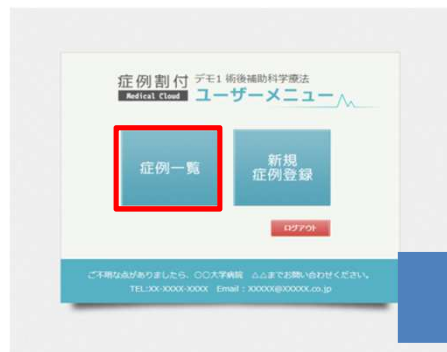 症例割付 デモ1 術後補助科学療法
Medical Cloud ユーザーメニュー
症例一覧
新規
症例登録
ログアウト
ご不明な点がありましたら、〇〇大学病院 △△までお問い合わせください。
TEL:XX-XXXX-XXXX Email : XXXXX@XXXXX.co.jp